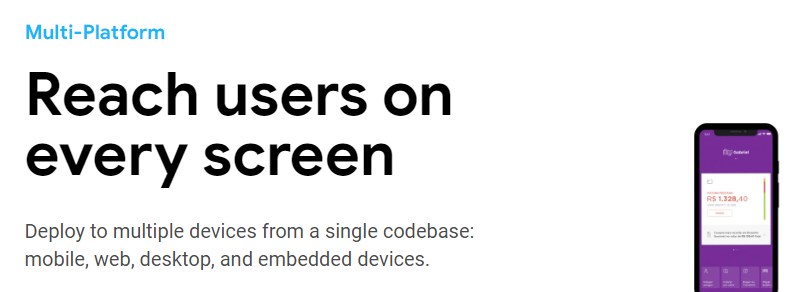 Multi-Platform
Reach users on
every screen
Deploy to multiple devices from a single codebase:
mobile, web, desktop, and embedded devices.
Gabriel
R$ 1.328,40